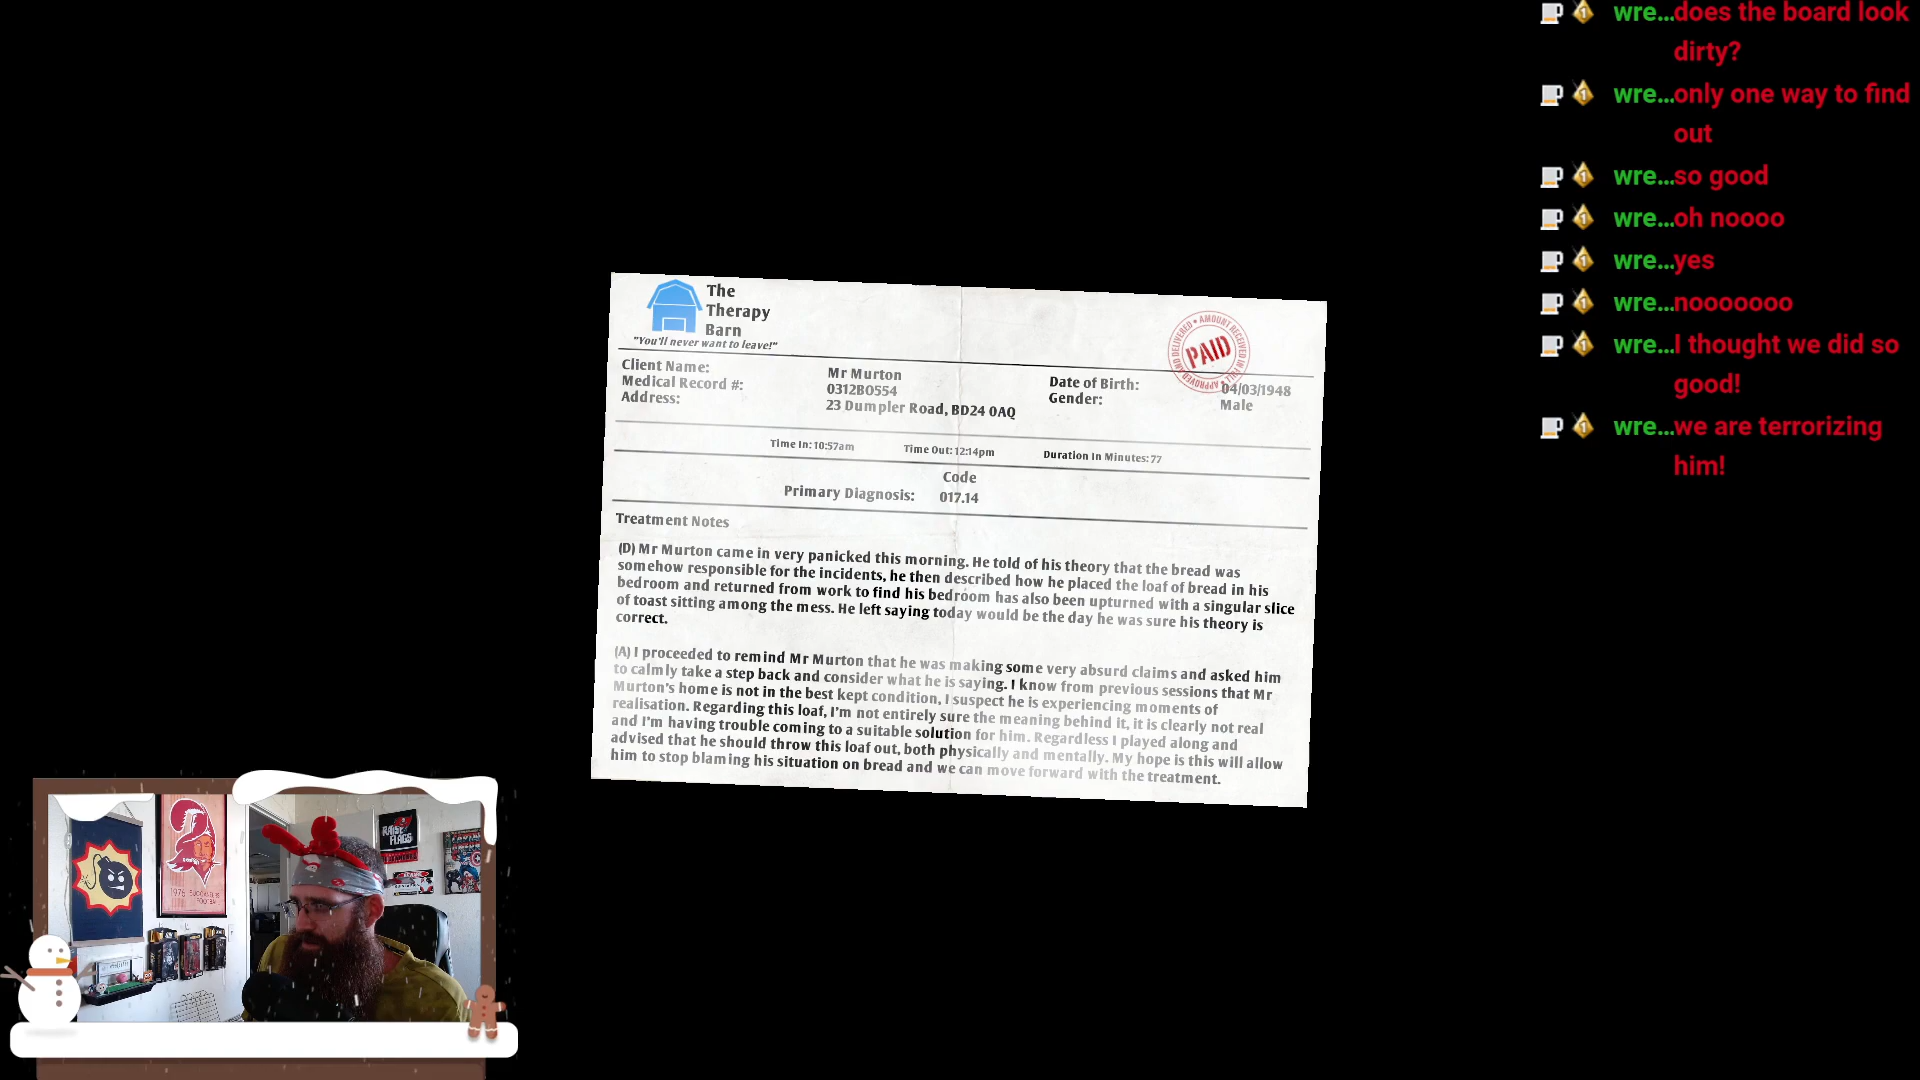 The
Therapy
Barn
"You'll never want to leave!"
AMOUNT RECEIVED IN FULL • APPROVED AND DELIVERED •
PAID
Client Name: Mr Murton Date of Birth: 04/03/1948
Medical Record #: 0312BO554 Gender: Male
Address: 23 Dumpler Road, BD24 0AQ
Time In: 10:57am Time Out: 12:14pm Duration In Minutes: 77
Code
Primary Diagnosis: 017.14
Treatment Notes
(D) Mr Murton came in very panicked this morning. He told of his theory that the bread was
somehow responsible for the incidents, he then described how he placed the loaf of bread in his
bedroom and returned from work to find his bedroom has also been upturned with a singular slice
of toast sitting among the mess. He left saying today would be the day he was sure his theory is
correct.
(A) I proceeded to remind Mr Murton that he was making some very absurd claims and asked him
to calmly take a step back and consider what he is saying. I know from previous sessions that Mr
Murton's home is not in the best kept condition, I suspect he is experiencing moments of
realisation. Regarding this loaf, I'm not entirely sure the meaning behind it, it is clearly not real
and I'm having trouble coming to a suitable solution for him. Regardless I played along and
advised that he should throw this loaf out, both physically and mentally. My hope is this will allow
him to stop blaming his situation on bread and we can move forward with the treatment.
wre...does the board look
dirty?
wre...only one way to find
out
wre...so good
wre...oh noooo
wre...yes
wre...nooooooo
wre...I thought we did so
good!
wre...we are terrorizing
him!
RAISE
FLAGS
1976